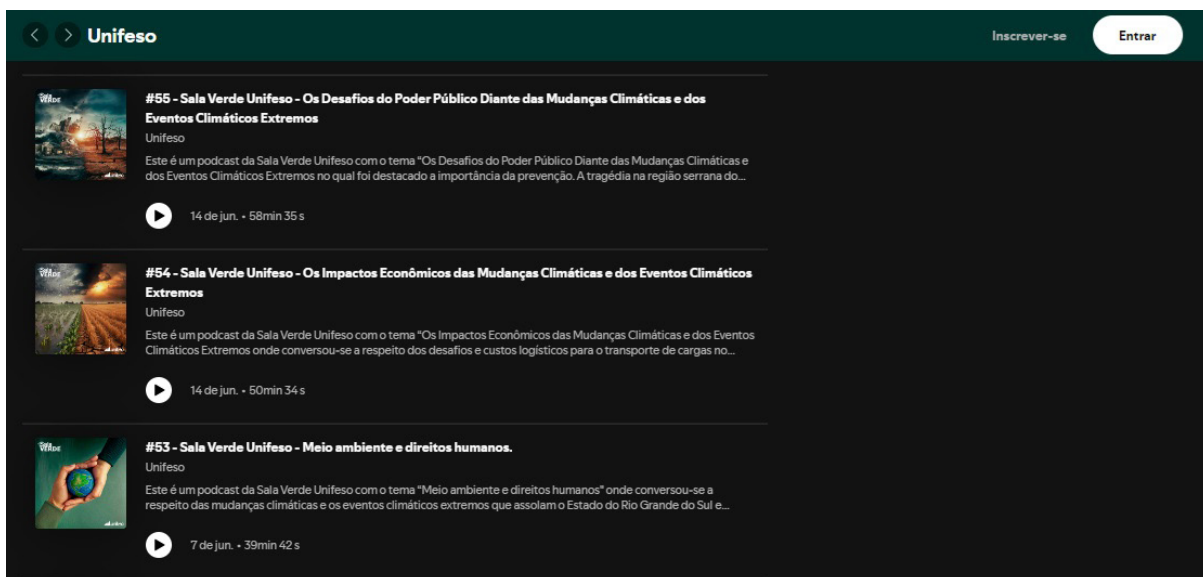 Unifeso
Inscrever-se
Entrar
#55 - Sala Verde Unifeso - Os Desafios do Poder Público Diante das Mudanças Climáticas e dos
Eventos Climáticos Extremos
Unifeso
Este é um podcast da Sala Verde Unifeso com o tema "Os Desafios do Poder Público Diante das Mudanças Climáticas e
dos Eventos Climáticos Extremos no qual foi destacado a importância da prevenção. A tragédia na região serrana do...
14 de jun. • 58min 35 s
#54 - Sala Verde Unifeso - Os Impactos Econômicos das Mudanças Climáticas e dos Eventos Climáticos
Extremos
Unifeso
Este é um podcast da Sala Verde Unifeso com o tema "Os Impactos Econômicos das Mudanças Climáticas e dos Eventos
Climáticos Extremos onde conversou-se a respeito dos desafios e custos logísticos para o transporte de cargas no...
14 de jun. • 50min 34 s
#53 - Sala Verde Unifeso - Meio ambiente e direitos humanos.
Unifeso
Este é um podcast da Sala Verde Unifeso com o tema "Meio ambiente e direitos humanos" onde conversou-se a
respeito das mudanças climáticas e os eventos climáticos extremos que assolam o Estado do Rio Grande do Sul e...
7 de jun. • 39min 42 s